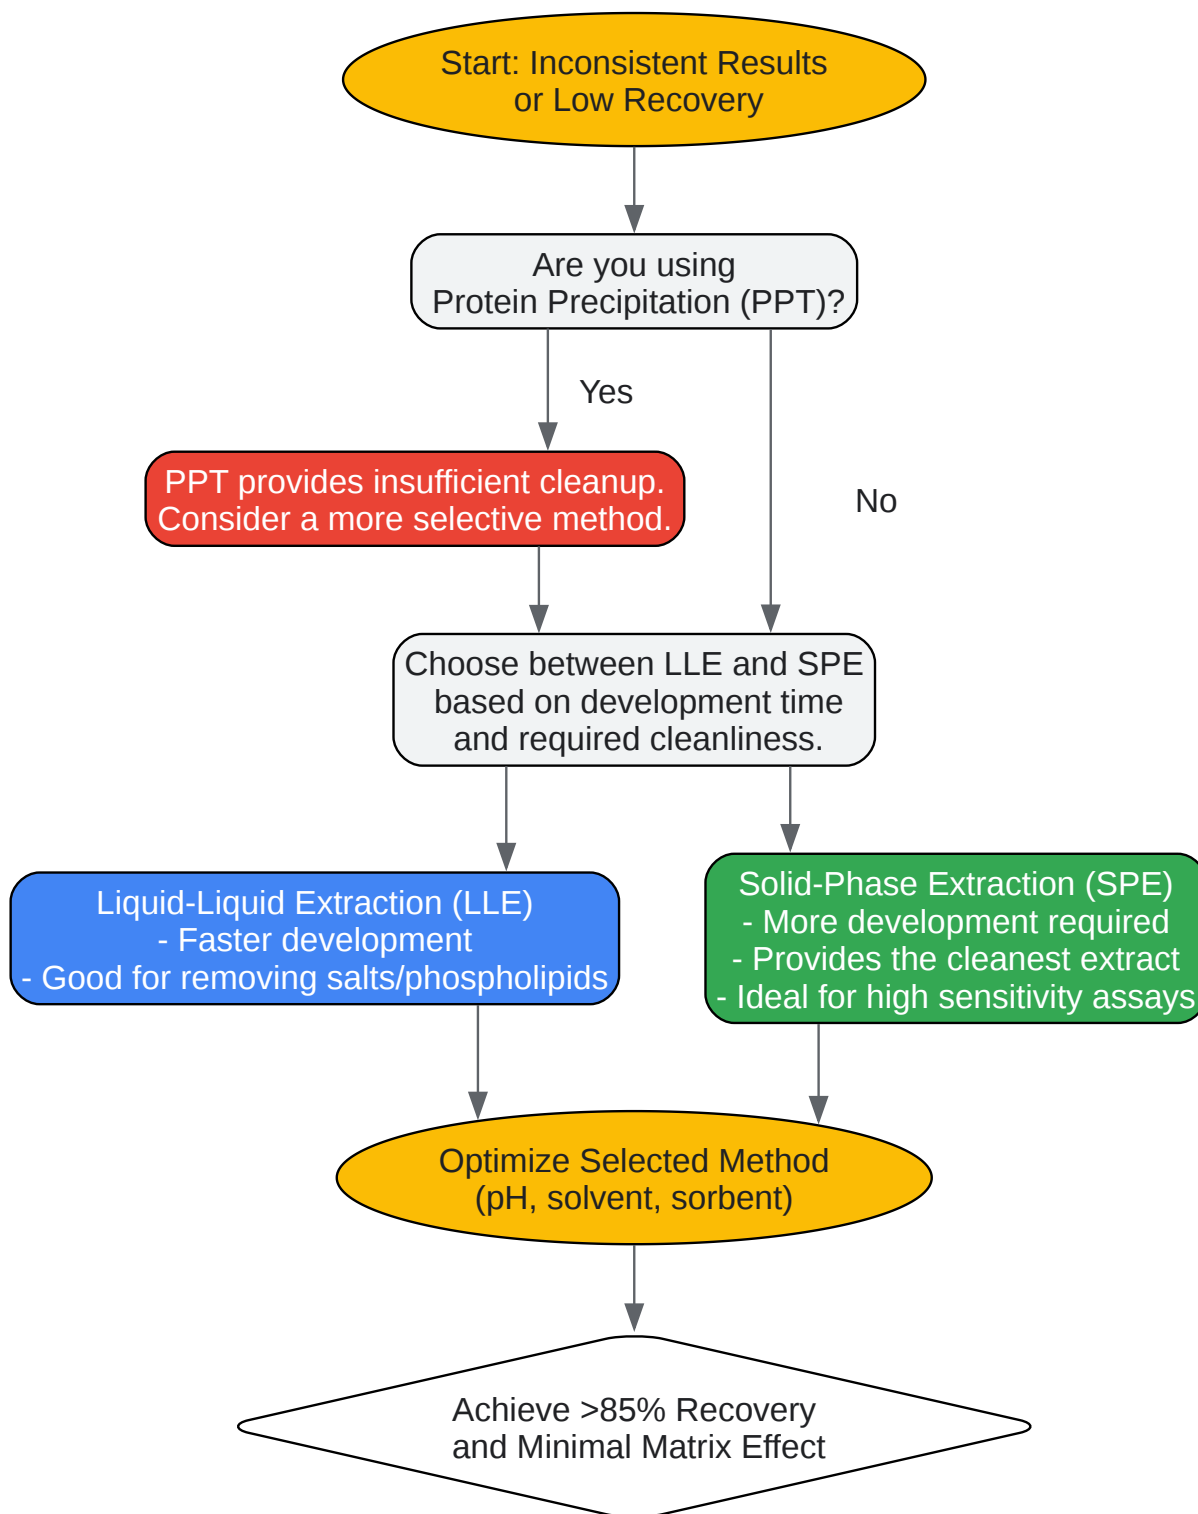 Start: Inconsistent Results
or Low Recovery
Are you using
Protein Precipitation (PPT)?
Yes
PPT provides insufficient cleanup.
Consider a more selective method.
No
Choose between LLE and SPE
based on development time
and required cleanliness.
Liquid-Liquid Extraction (LLE)
- Faster development
- Good for removing salts/phospholipids
Solid-Phase Extraction (SPE)
- More development required
- Provides the cleanest extract
- Ideal for high sensitivity assays
Optimize Selected Method
(pH, solvent, sorbent)
Achieve >85% Recovery
and Minimal Matrix Effect